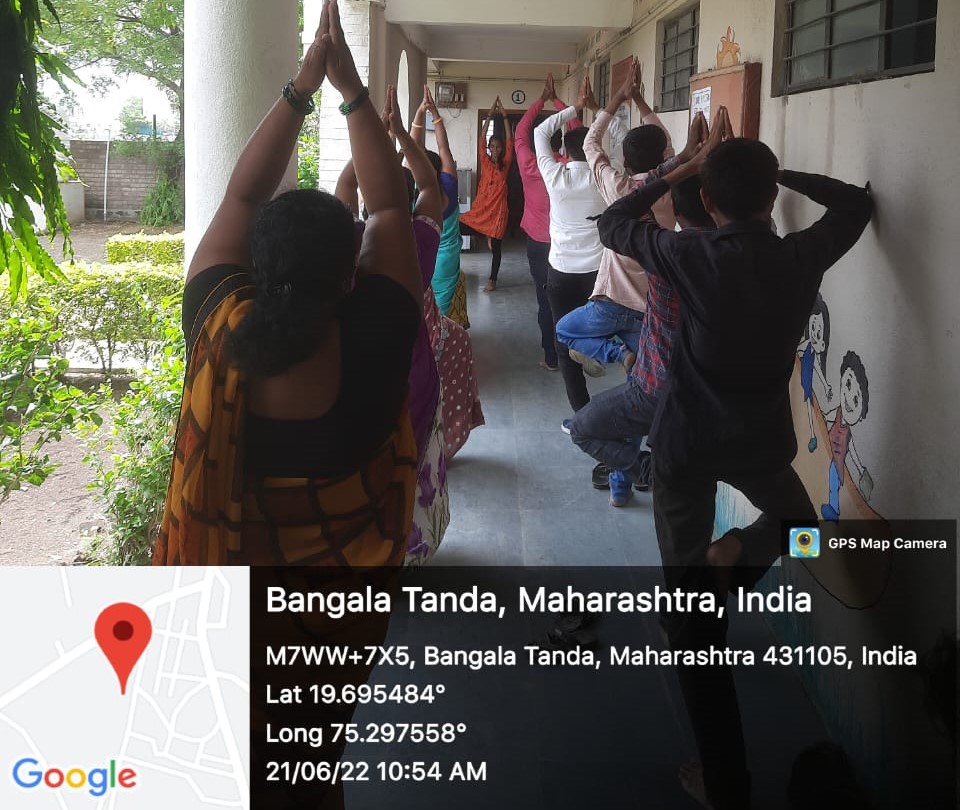 1
GPS Map Camera
Bangala Tanda, Maharashtra, India
M7WW+7X5, Bangala Tanda, Maharashtra 431105, India
Lat 19.695484°
Long 75.297558°
21/06/22 10:54 AM
Google